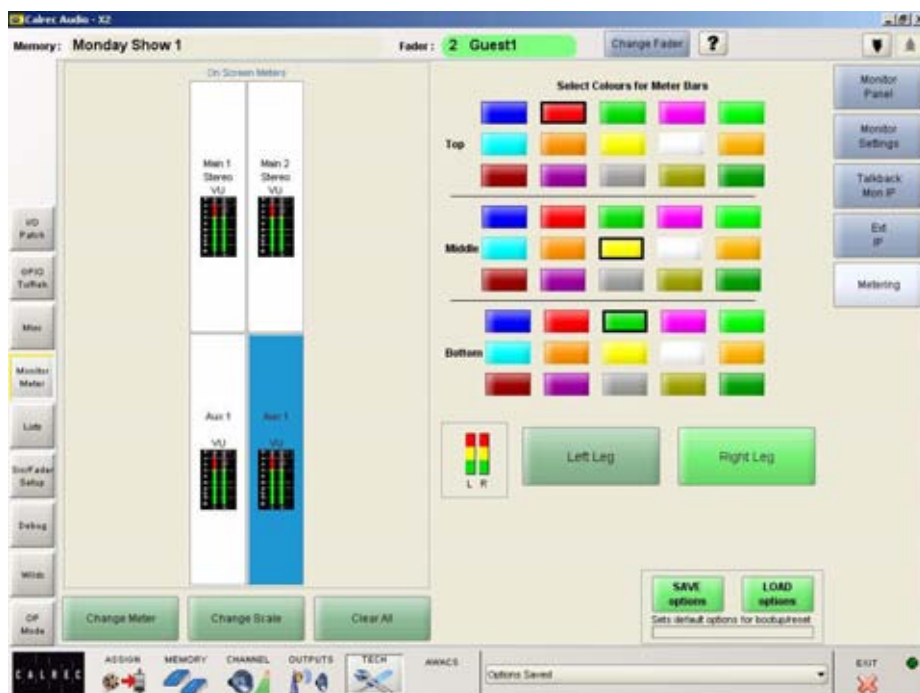 Calrec Audio - X2
Memory: Monday Show 1
Fader: 2 Guest1
Change Fader
?
On Screen Meters
Main 1
Stereo
VU
Main 2
Stereo
VU
Aux 1
VU
Aux 1
VU
Select Colours for Meter Bars
Top
Middle
Bottom
L R
Left Leg
Right Leg
Monitor
Panel
Monitor
Settings
Talkback
Mon IP
Ext
IP
Metering
I/O
Patch
Misc
Monitor
Meter
Lists
Setup
Debug
Wilds
OP
Mode
Change Meter
Change Scale
Clear All
SAVE
options
LOAD
options
Sets default options for bootup/reset
CALREC
ASSIGN
MEMORY
CHANNEL
OUTPUTS
TECH
AWACS
Options Saved
EXIT